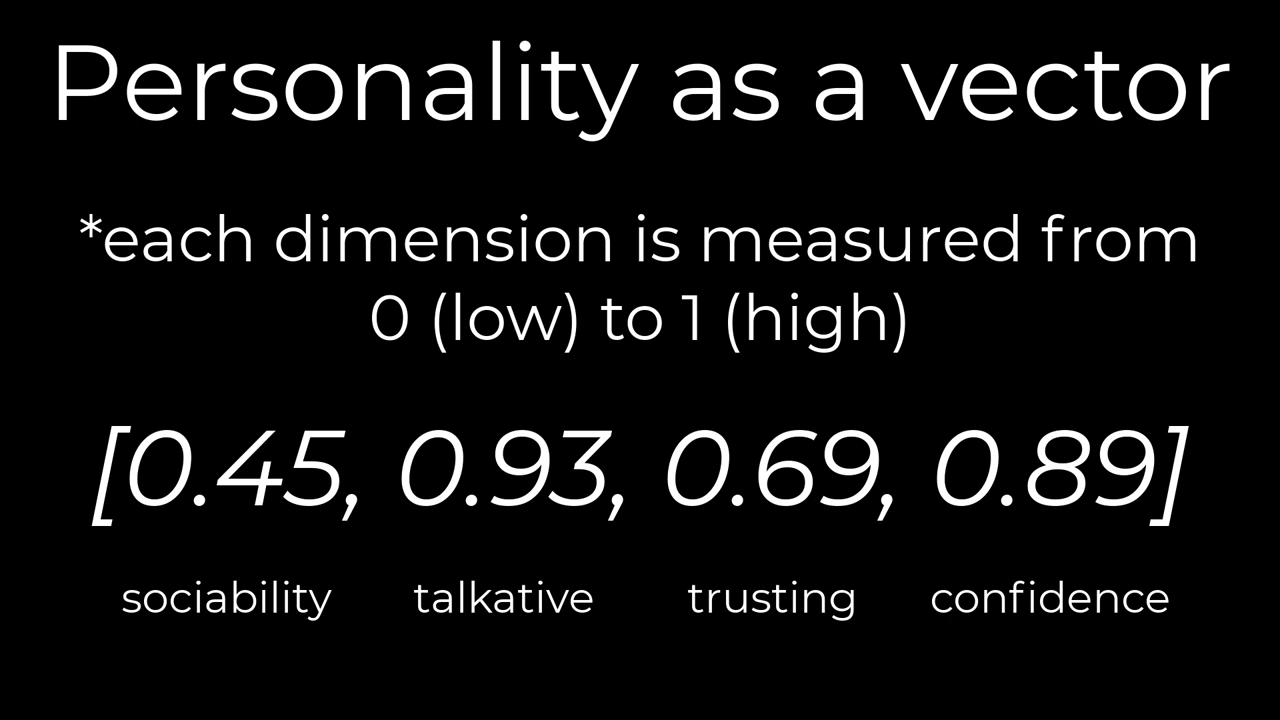 Personality as a vector
*each dimension is measured from
0 (low) to 1 (high)
[0.45, 0.93, 0.69, 0.89]
sociability talkative trusting confidence